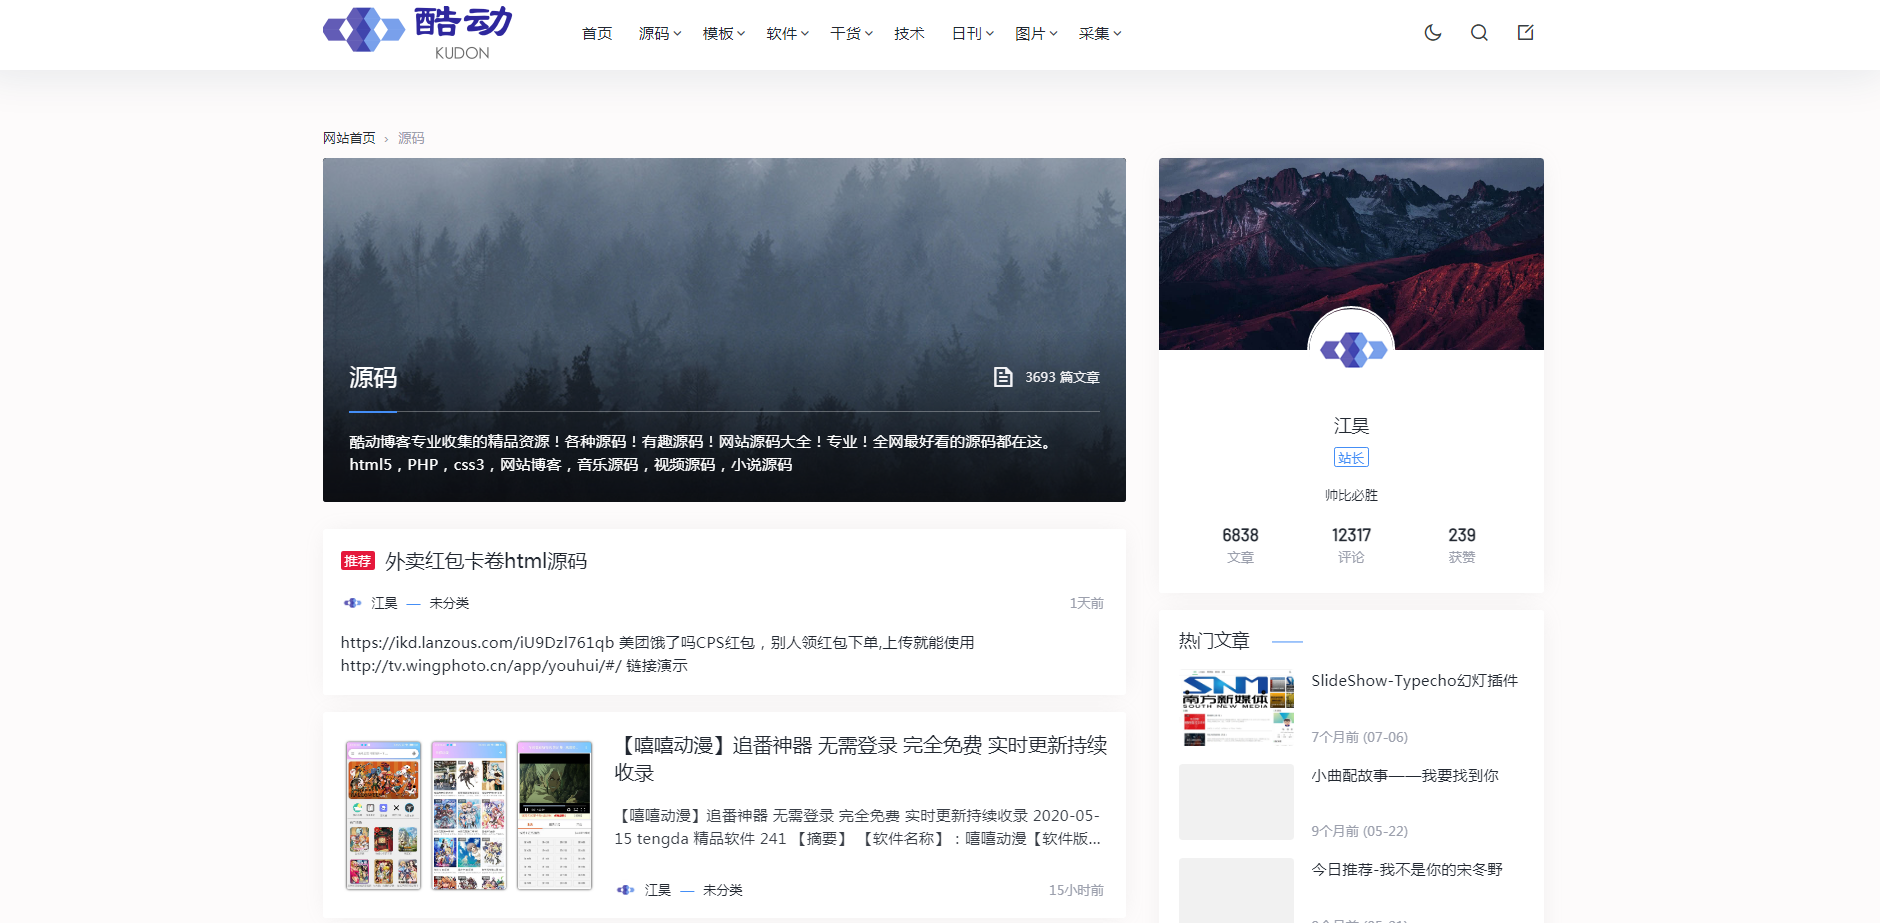 酷动
KUDON
首页 源码 模板 软件 干货 技术 日刊 图片 采集
网站首页 › 源码
源码
3693 篇文章
酷动博客专业收集的精品资源！各种源码！有趣源码！网站源码大全！专业！全网最好看的源码都在这。
html5，PHP，css3，网站博客，音乐源码，视频源码，小说源码
推荐 外卖红包卡卷html源码
江昊 — 未分类
1天前
https://ikd.lanzous.com/iU9DzI761qb 美团饿了吗CPS红包，别人领红包下单,上传就能使用
http://tv.wingphoto.cn/app/youhui/#/ 链接演示
【嘻嘻动漫】追番神器 无需登录 完全免费 实时更新持续
收录
【嘻嘻动漫】追番神器 无需登录 完全免费 实时更新持续收录 2020-05-
15 tengda 精品软件 241 【摘要】 【软件名称】：嘻嘻动漫【软件版...
江昊 — 未分类
15小时前
江昊
站长
帅比必胜
6838 12317 239
文章 评论 获赞
热门文章
SNM
南方新媒体
SOUTH NEW MEDIA
SlideShow-Typecho幻灯插件
7个月前 (07-06)
小曲配故事——我要找到你
9个月前 (05-22)
今日推荐-我不是你的宋冬野